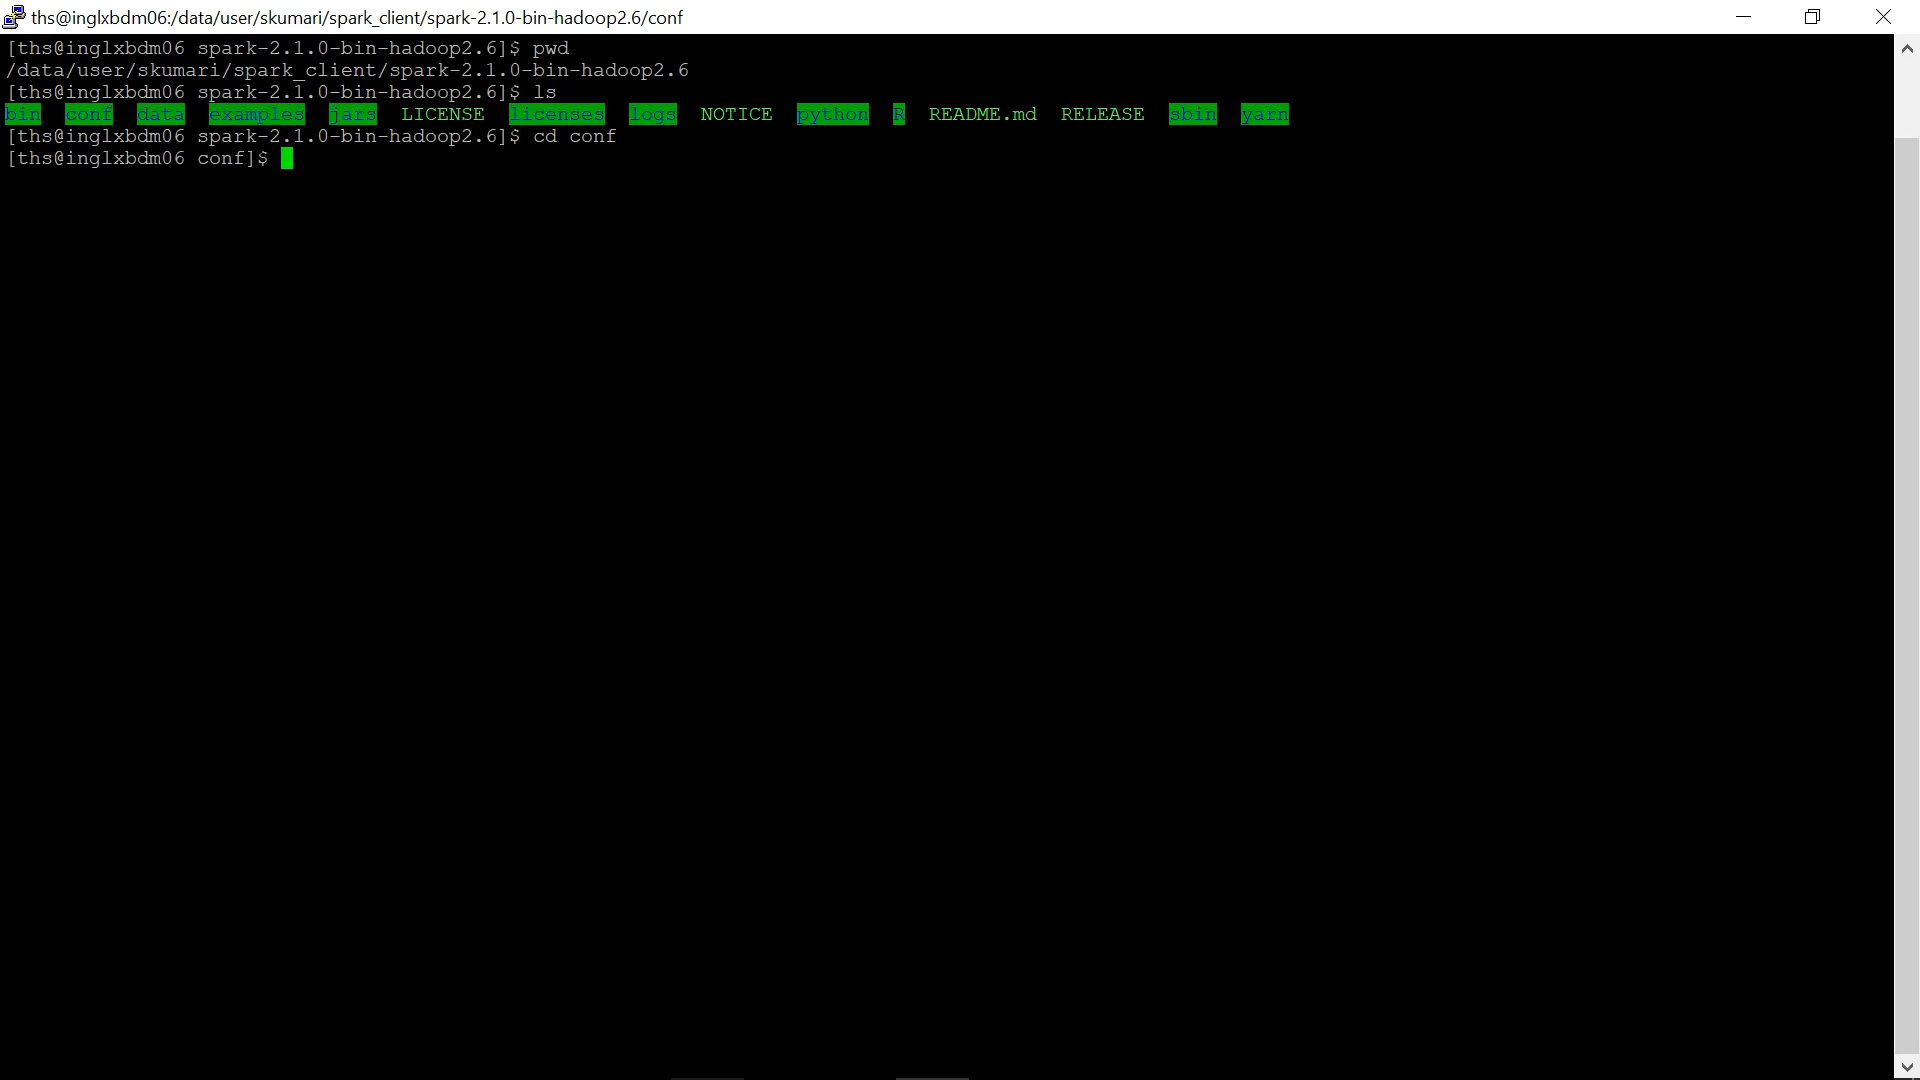 ths@inglxbdm06:/data/user/skumari/spark_client/spark-2.1.0-bin-hadoop2.6/conf
[ths@inglxbdm06 spark-2.1.0-bin-hadoop2.6]$ pwd
/data/user/skumari/spark_client/spark-2.1.0-bin-hadoop2.6
[ths@inglxbdm06 spark-2.1.0-bin-hadoop2.6]$ ls
bin  conf  data  examples  jars  LICENSE  licenses  logs  NOTICE  python  R  README.md  RELEASE  sbin  yarn
[ths@inglxbdm06 spark-2.1.0-bin-hadoop2.6]$ cd conf
[ths@inglxbdm06 conf]$